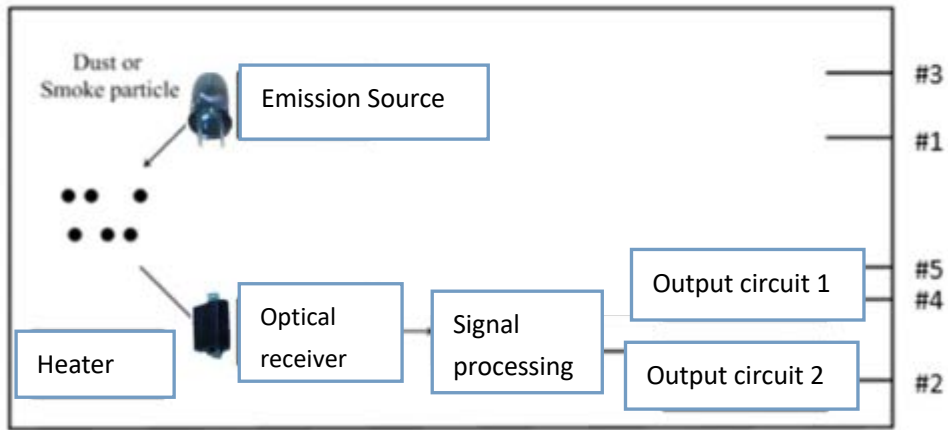 #3
Dust or
Smoke particle
Emission Source
#1
Output circuit 1
#5
#4
Optical
receiver
Signal
processing
Heater
Output circuit 2
#2